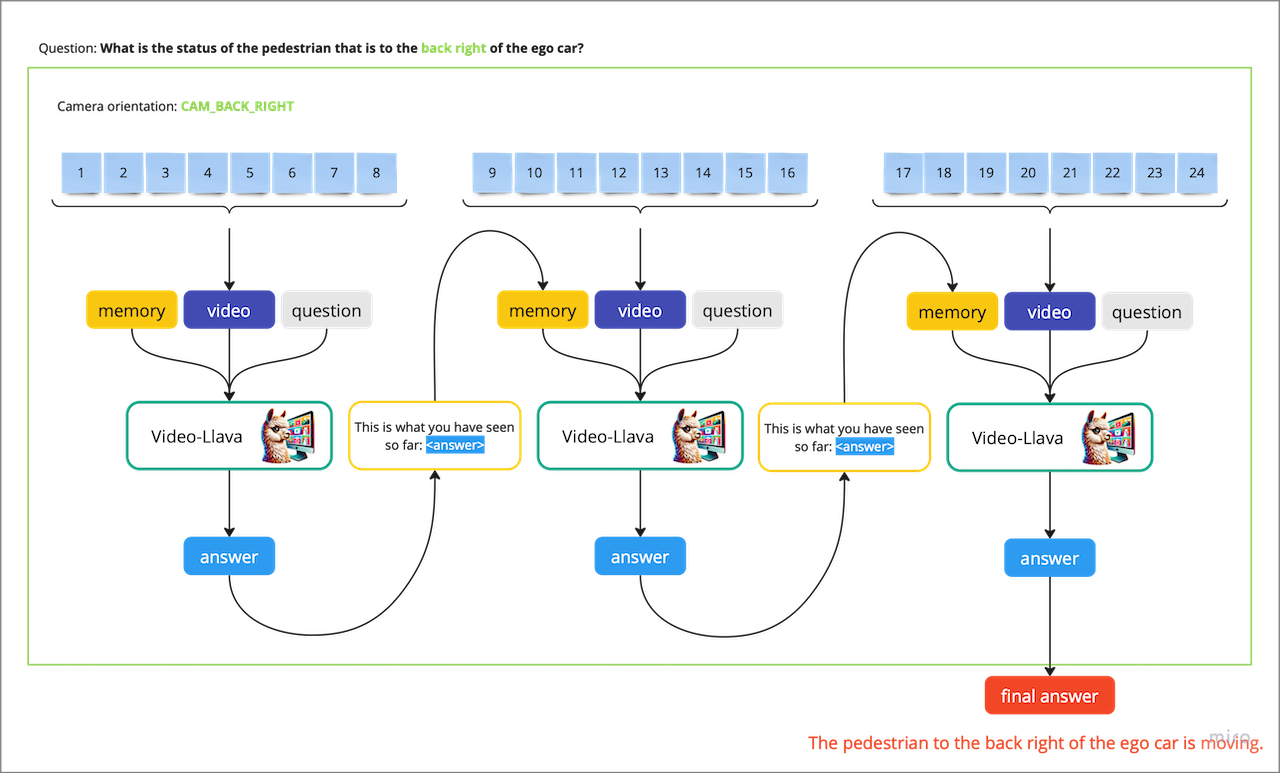 Question: What is the status of the pedestrian that is to the back right of the ego car?
Camera orientation: CAM_BACK_RIGHT
1 2 3 4 5 6 7 8
9 10 11 12 13 14 15 16
17 18 19 20 21 22 23 24
memory video question
memory video question
memory video question
Video-Llava
This is what you have seen
so far: <answer>
Video-Llava
This is what you have seen
so far: <answer>
Video-Llava
answer
answer
answer
final answer
The pedestrian to the back right of the ego car is moving.
miro